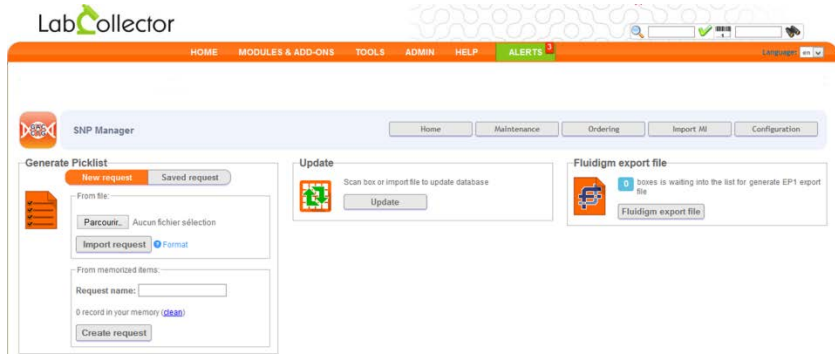 LabCollector
HOME MODULES & ADD-ONS TOOLS ADMIN HELP ALERTS 3 Language: en
SNP Manager Home Maintenance Ordering Import MI Configuration
Generate Picklist
New request Saved request
From file:
Parcourir.. Aucun fichier sélection
Import request Format
From memorized items:
Request name:
0 record in your memory (clean)
Create request
Update
Scan box or import file to update database
Update
Fluidigm export file
0 boxes is waiting into the list for generate EP1 export
file
Fluidigm export file